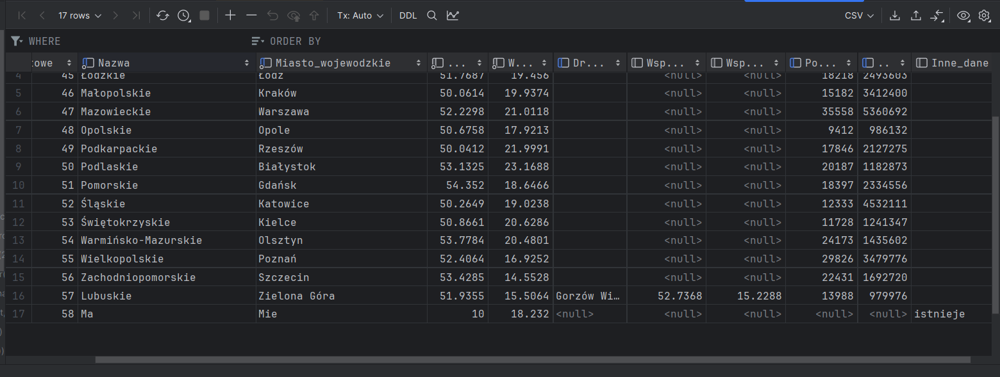 17 rows Tx: Auto DDL CSV
WHERE ORDER BY
owe Nazwa Miasto_wojewodzkie ... W... Dr... Wsp... Wsp... Po... .. Inne_dane
4 45 Łódzkie Łódź 51.7687 19.456 <null> <null> 18218 2493603
5 46 Małopolskie Kraków 50.0614 19.9374 <null> <null> 15182 3412400
6 47 Mazowieckie Warszawa 52.2298 21.0118 <null> <null> 35558 5360692
7 48 Opolskie Opole 50.6758 17.9213 <null> <null> 9412 986132
8 49 Podkarpackie Rzeszów 50.0412 21.9991 <null> <null> 17846 2127275
9 50 Podlaskie Białystok 53.1325 23.1688 <null> <null> 20187 1182873
10 51 Pomorskie Gdańsk 54.352 18.6466 <null> <null> 18397 2334556
11 52 Śląskie Katowice 50.2649 19.0238 <null> <null> 12333 4532111
12 53 Świętokrzyskie Kielce 50.8661 20.6286 <null> <null> 11728 1241347
13 54 Warmińsko-Mazurskie Olsztyn 53.7784 20.4801 <null> <null> 24173 1435602
14 55 Wielkopolskie Poznań 52.4064 16.9252 <null> <null> 29826 3479776
15 56 Zachodniopomorskie Szczecin 53.4285 14.5528 <null> <null> 22431 1692720
16 57 Lubuskie Zielona Góra 51.9355 15.5064 Gorzów Wi… 52.7368 15.2288 13988 979976
17 58 Ma Mie 10 18.232 <null> <null> <null> <null> <null> istnieje